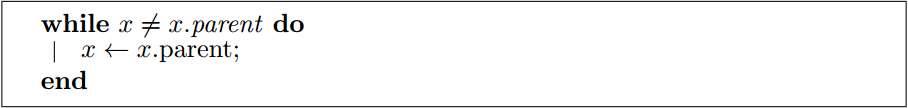 while x ≠ x.parent do
x ← x.parent;
end